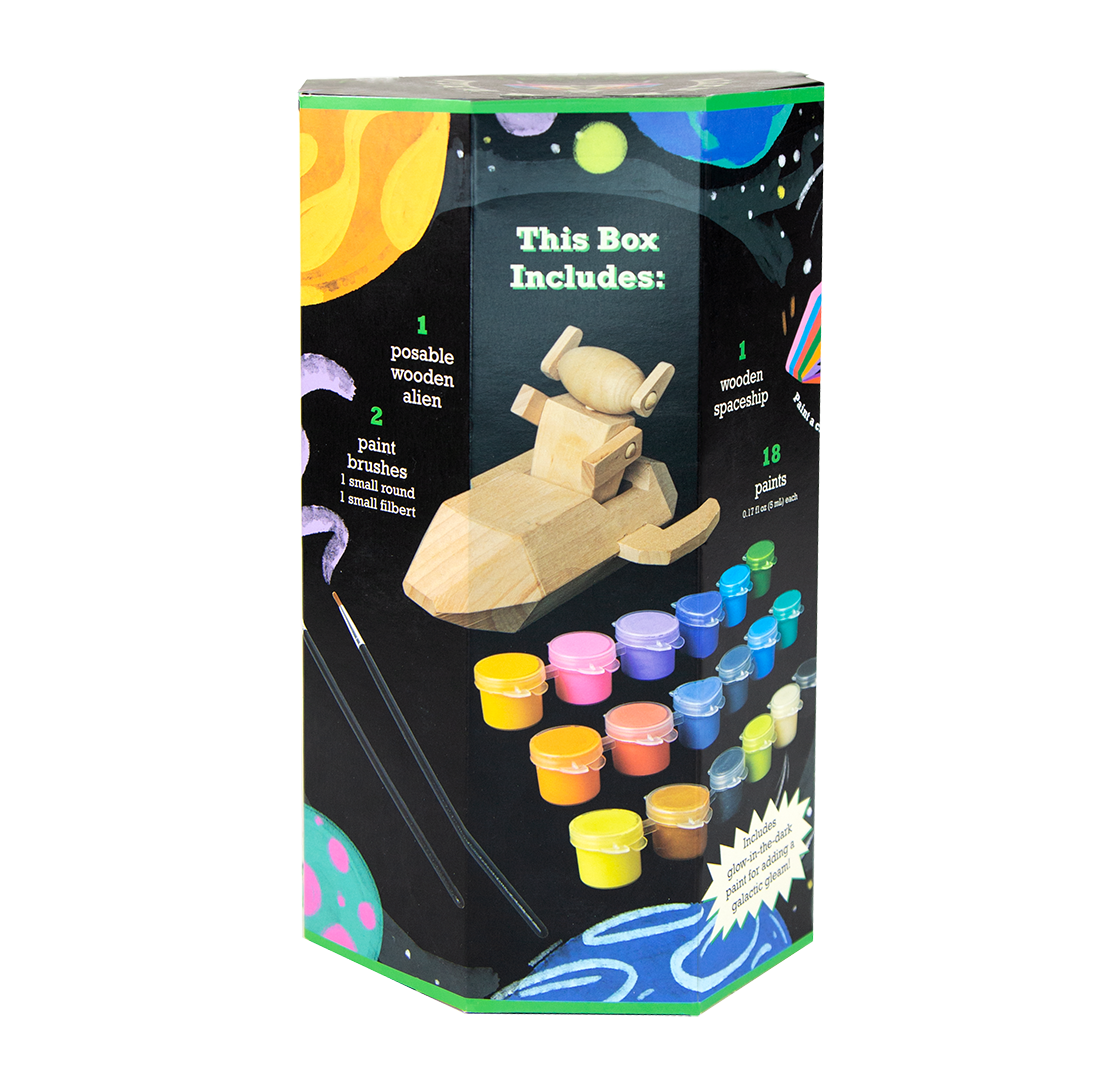 This Box
Includes:
1
posable
wooden
alien
2
paint
brushes
1 small round
1 small filbert
1
wooden
spaceship
18
paints
0.17 fl oz (5 mL) each
Paint a
Includes
glow-in-the-dark
paint for adding a
galactic gleam!